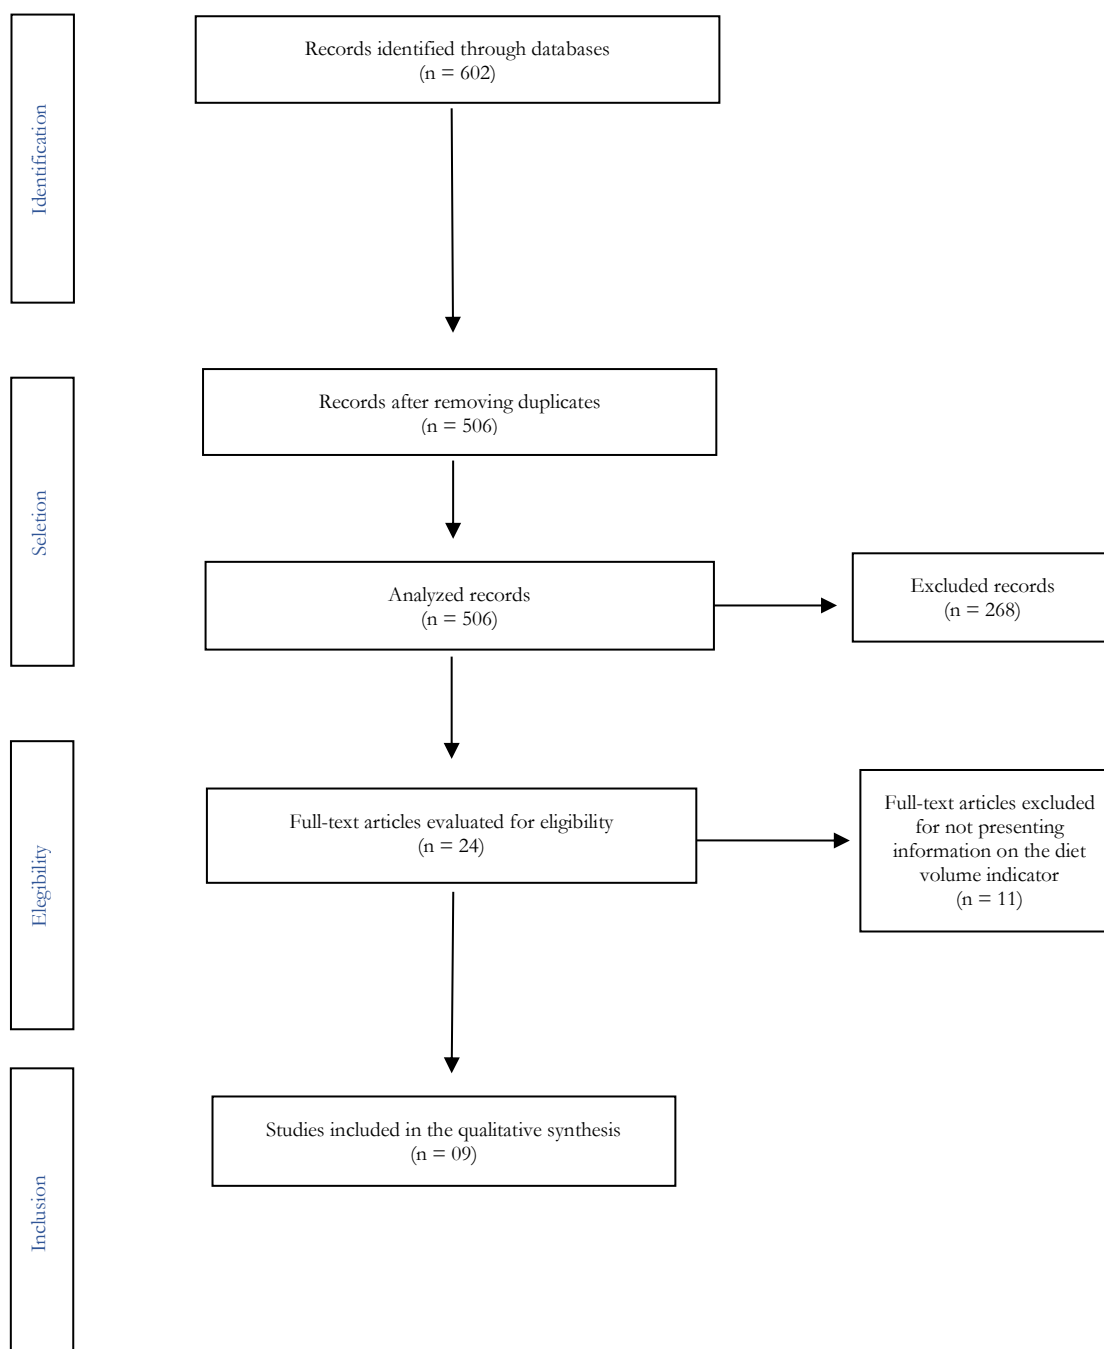 Identification
Records identified through databases
(n = 602)
Seletion
Records after removing duplicates
(n = 506)
Analyzed records
(n = 506)
Excluded records
(n = 268)
Elegibility
Full-text articles evaluated for eligibility
(n = 24)
Full-text articles excluded
for not presenting
information on the diet
volume indicator
(n = 11)
Inclusion
Studies included in the qualitative synthesis
(n = 09)